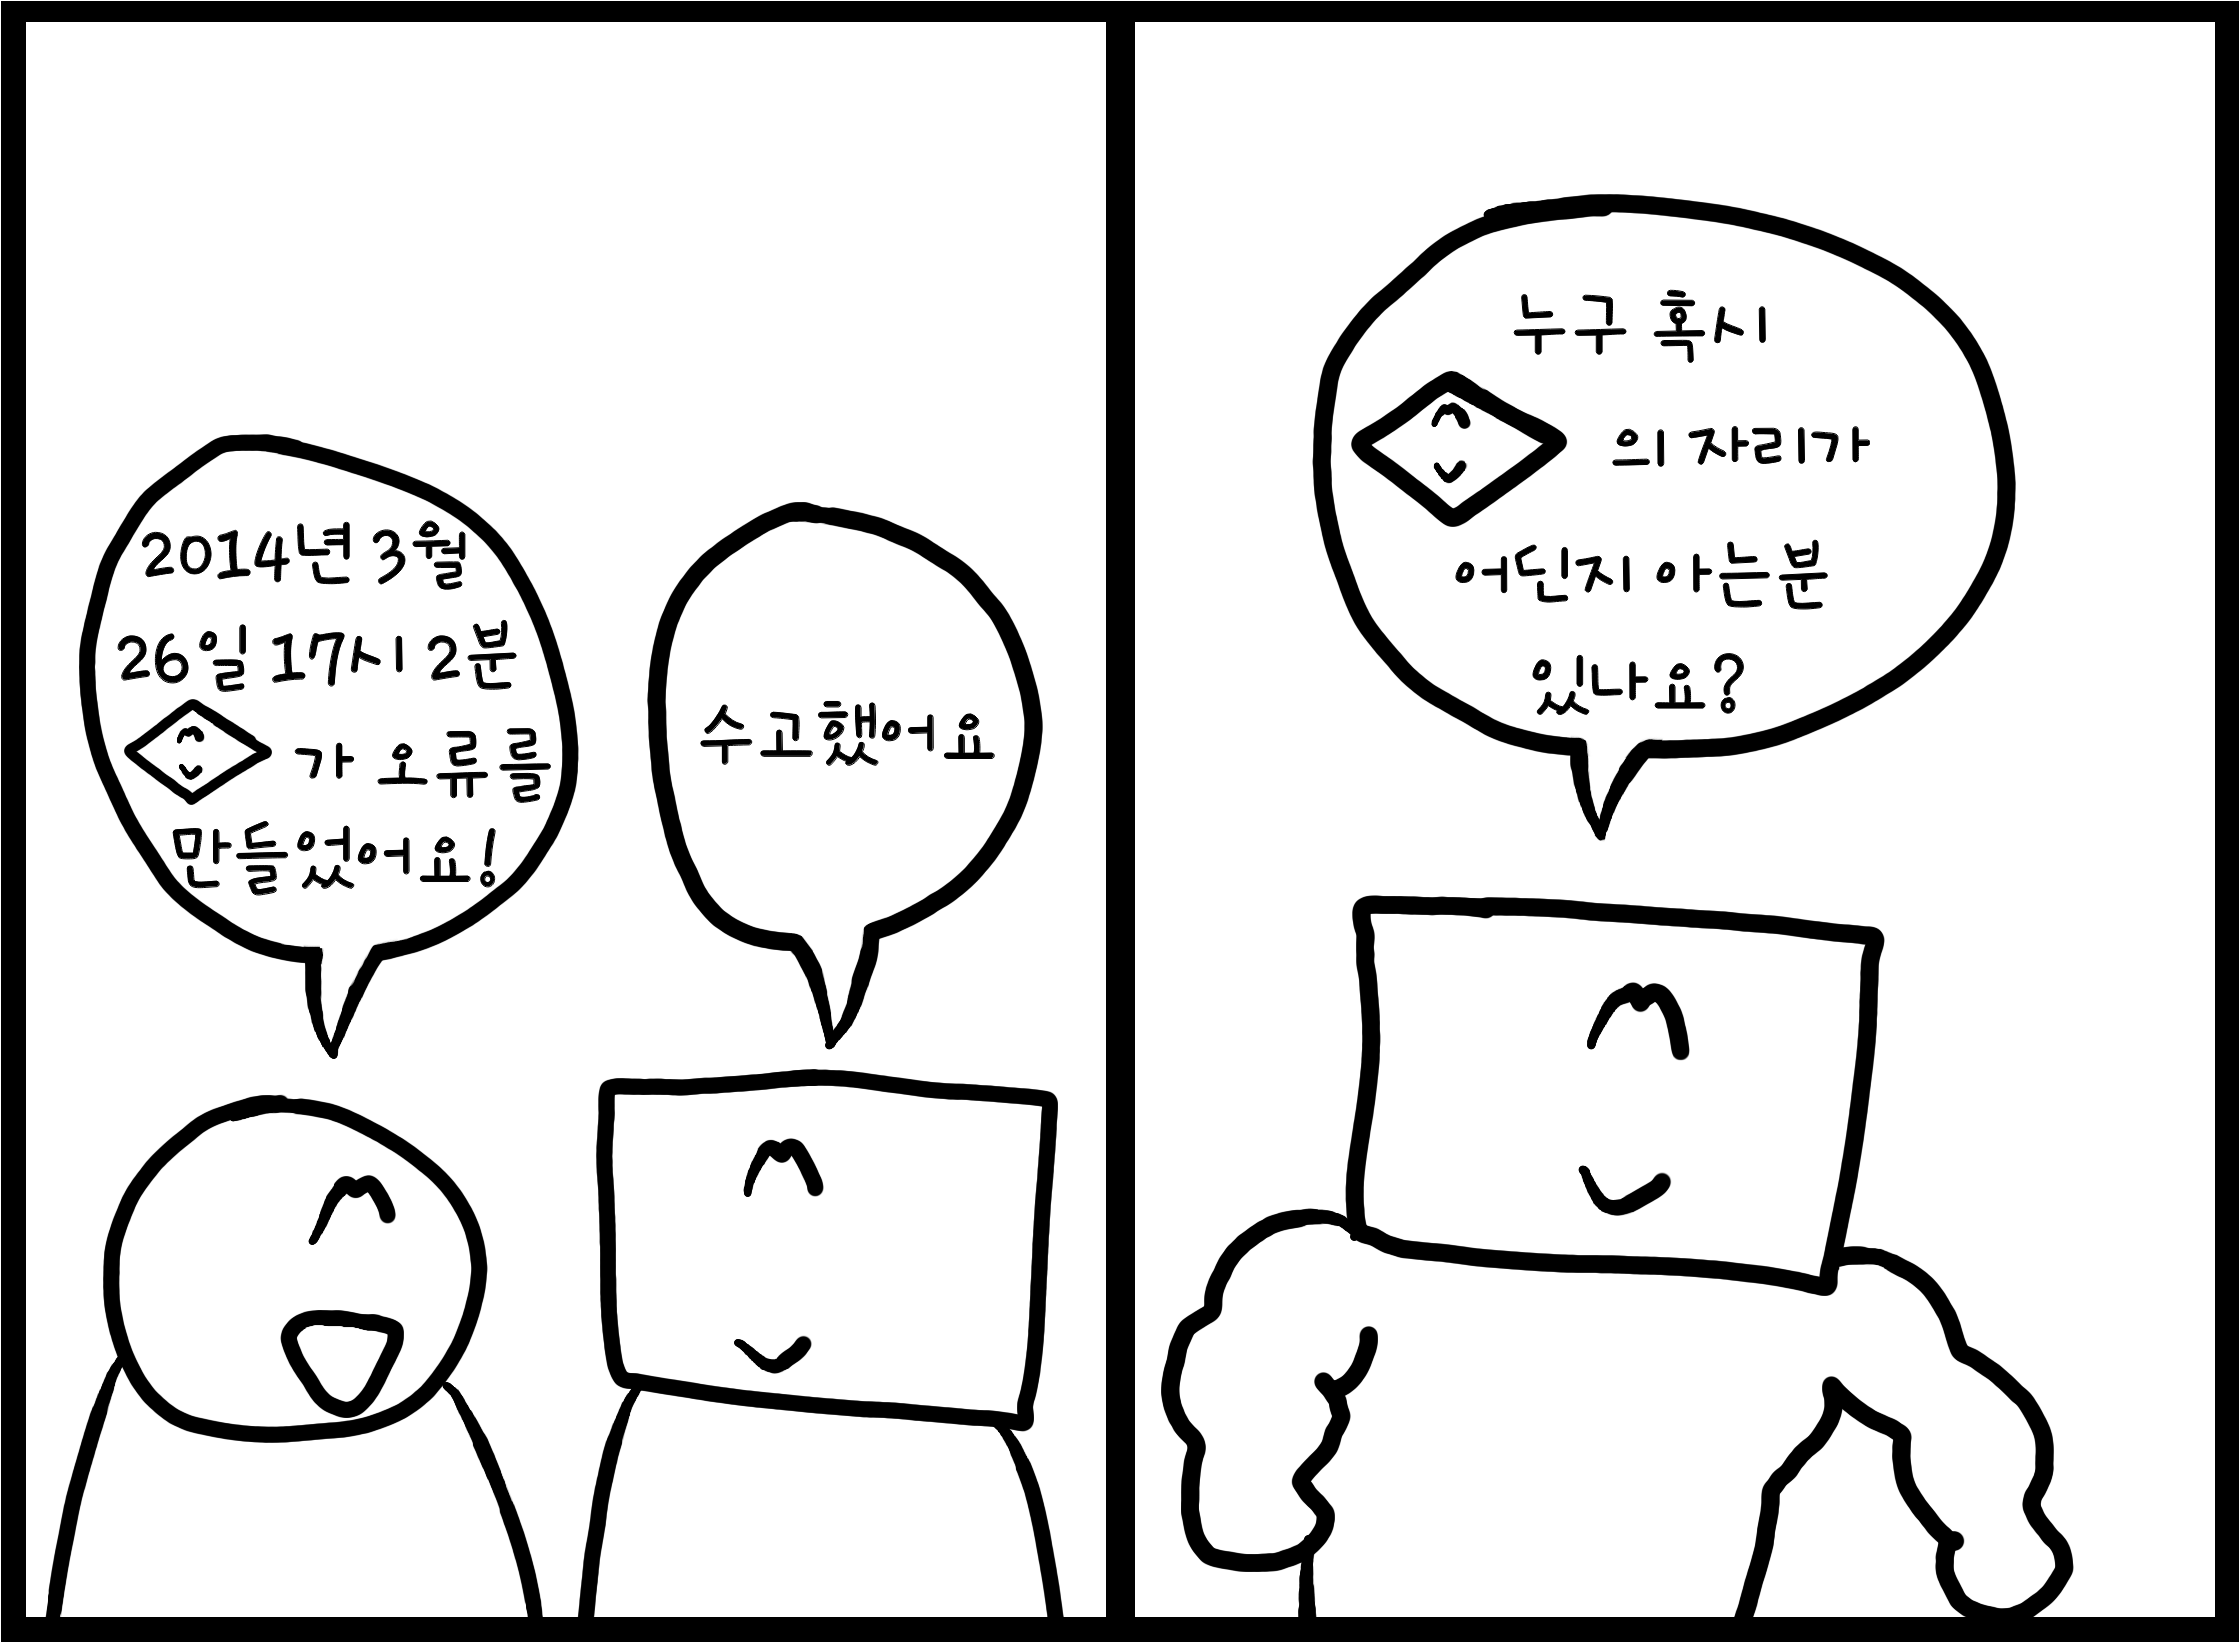 2014년 3월
26일 17시 2분
가 오류를
만들었어요!
수고했어요
누구 혹시
의 자리가
어딘지 아는분
있나요?